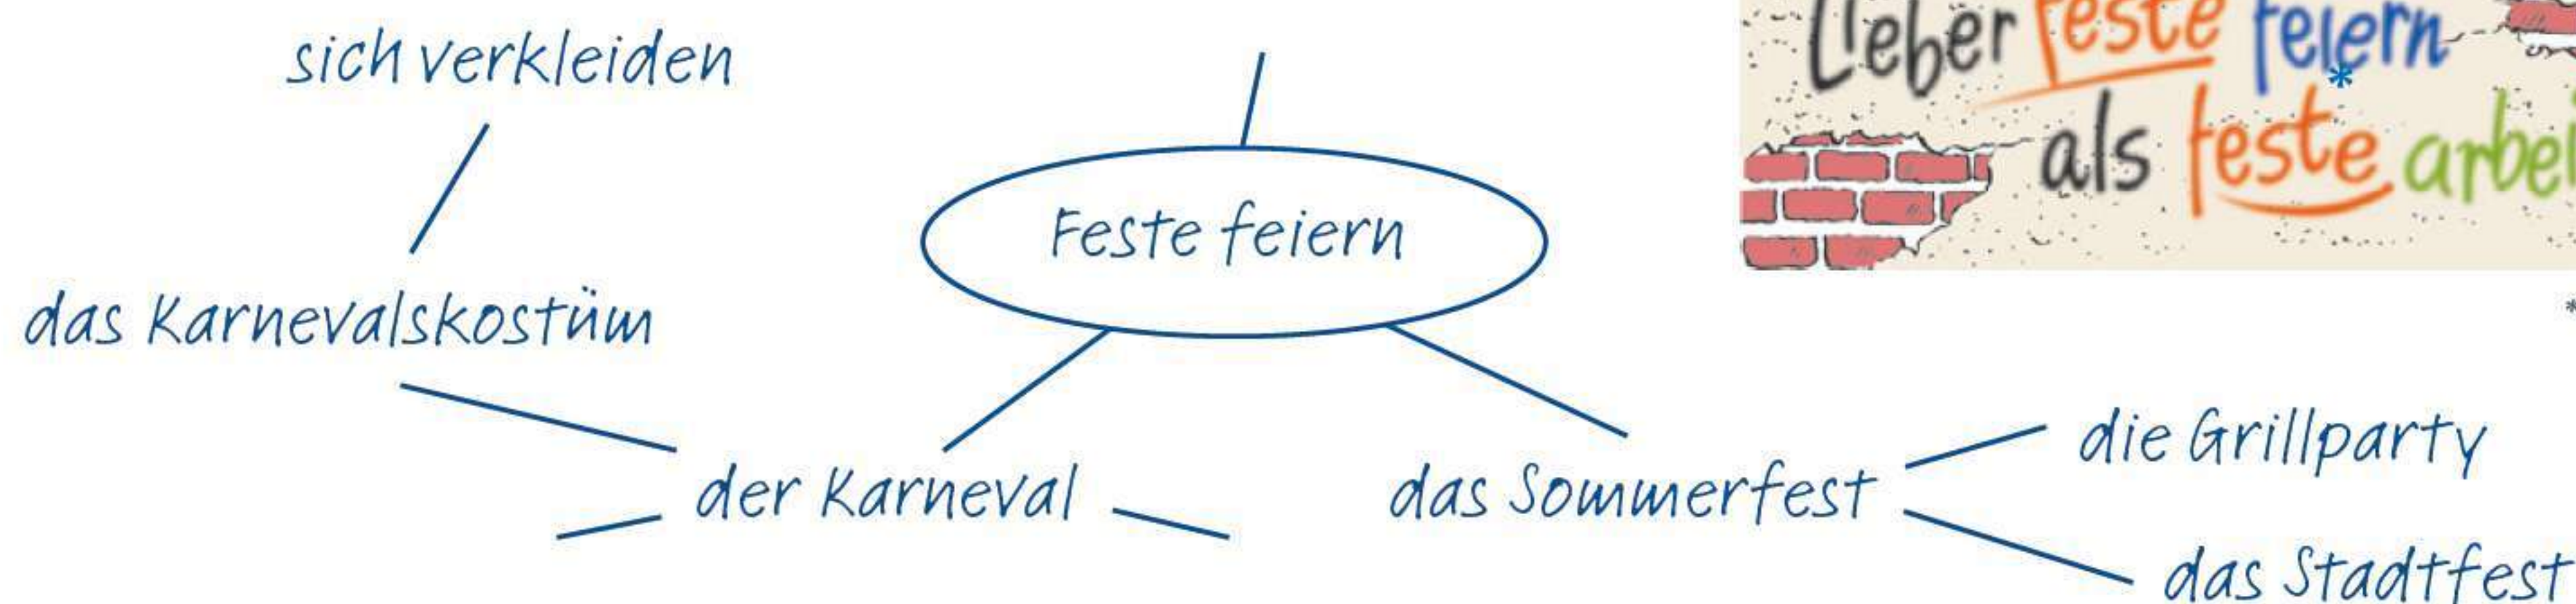 sich verkleiden
Feste feiern
das Karnevalskostüm
der Karneval
das Sommerfest
die Grillparty
das Stadtfest
Lieber feste feiern*
als feste arbei
*